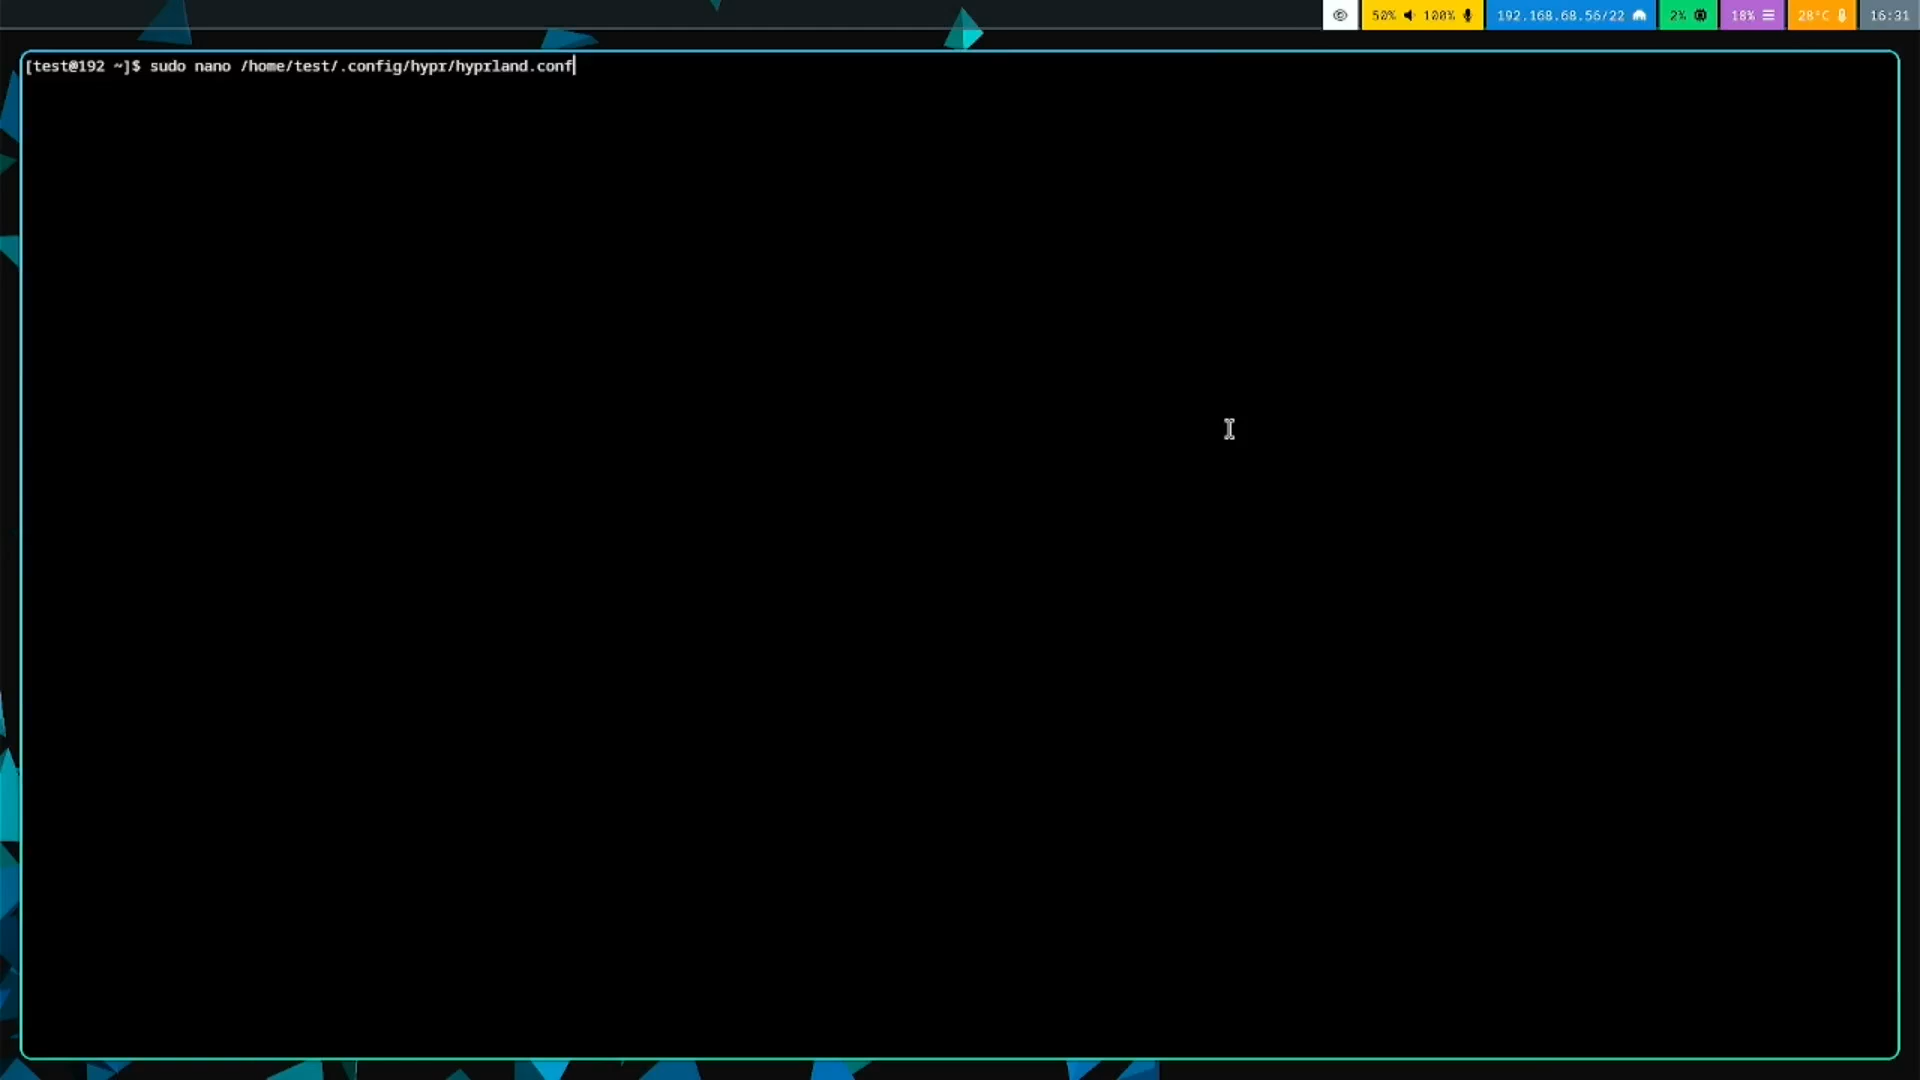 50% 100% 192.168.68.56/22 2% 18% 28°C 16:31
[test@192 ~]$ sudo nano /home/test/.config/hypr/hyprland.conf